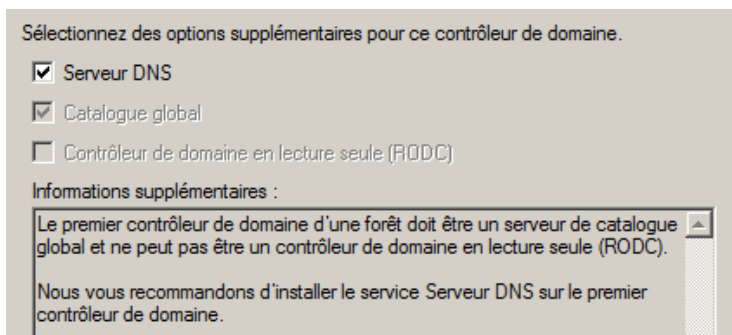 Sélectionnez des options supplémentaires pour ce contrôleur de domaine.
Serveur DNS
Catalogue global
Contrôleur de domaine en lecture seule (RODC)
Informations supplémentaires :
Le premier contrôleur de domaine d'une forêt doit être un serveur de catalogue
global et ne peut pas être un contrôleur de domaine en lecture seule (RODC).
Nous vous recommandons d'installer le service Serveur DNS sur le premier
contrôleur de domaine.